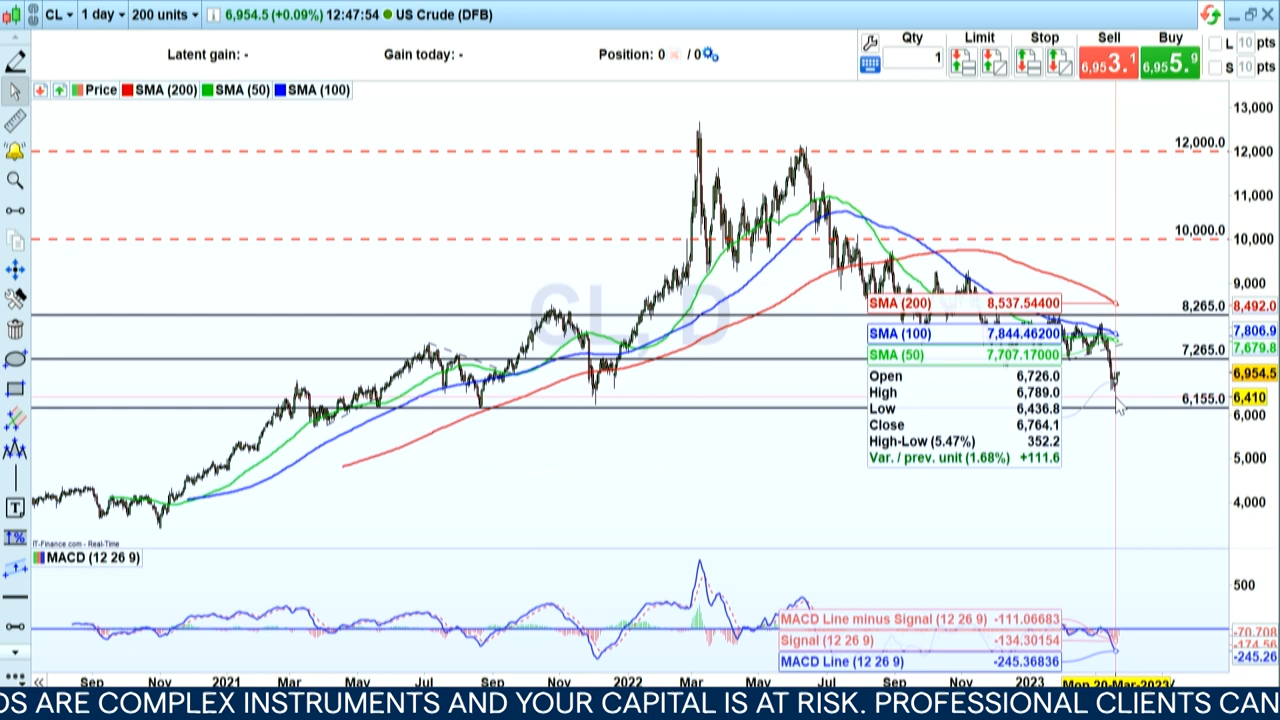 CL 1 day 200 units 6,954.5 (+0.09%) 12:47:54 US Crude (DFB)
Latent gain: - Gain today: - Position: 0 / 0
Qty Limit Stop Sell Buy
1 6,953.1 6,955.9
L 10 pts
S 10 pts
Price SMA (200) SMA (50) SMA (100)
CL, D
13,000
12,000.0 12,000
11,000
10,000.0 10,000
9,000
8,265.0 8,492.0
7,806.9
7,679.8
7,265.0
6,954.5
6,410
6,155.0
6,000
5,000
4,000
SMA (200) 8,537.54400
SMA (100) 7,844.46200
SMA (50) 7,707.17000
Open 6,726.0
High 6,789.0
Low 6,436.8
Close 6,764.1
High-Low (5.47%) 352.2
Var. / prev. unit (1.68%) +111.6
IT-Finance.com - Real-Time
MACD (12 26 9)
500
MACD Line minus Signal (12 26 9) -111.06683
Signal (12 26 9) -134.30154
MACD Line (12 26 9) -245.36836
-70.708
-174.56
-245.26
Sep Nov 2021 Mar May Jul Sep Nov 2022 Mar May Jul Sep Nov 2023 Mon 20-Mar-2023
DS ARE COMPLEX INSTRUMENTS AND YOUR CAPITAL IS AT RISK. PROFESSIONAL CLIENTS CAN